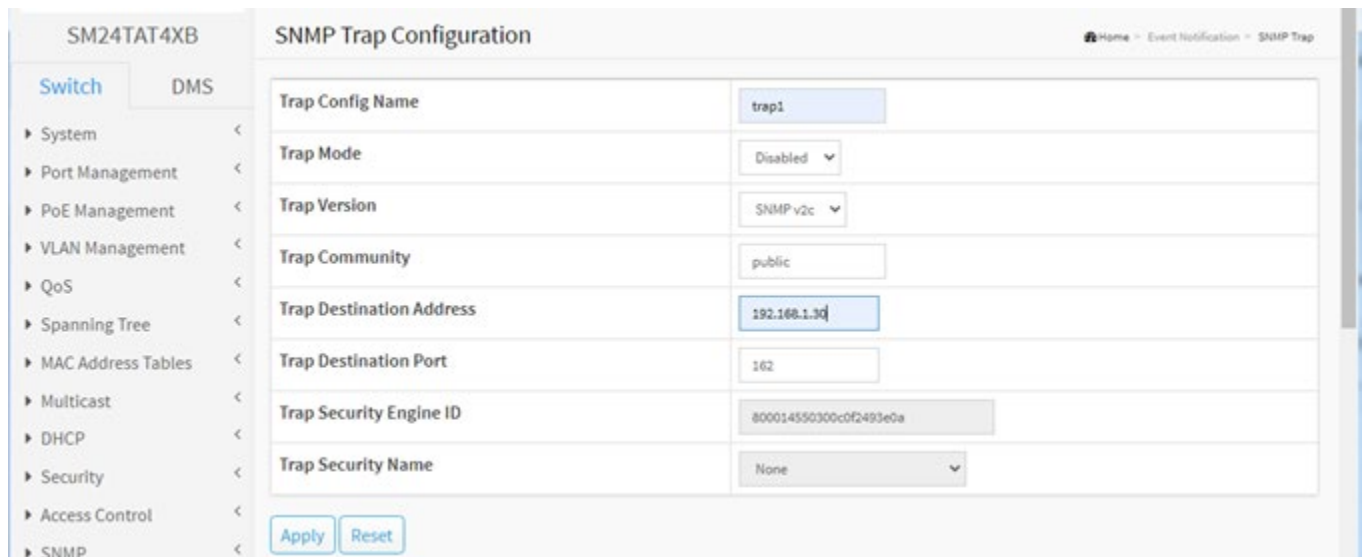 SM24TAT4XB
SNMP Trap Configuration
Home > Event Notification > SNMP Trap
Switch DMS
System
Port Management
PoE Management
VLAN Management
QoS
Spanning Tree
MAC Address Tables
Multicast
DHCP
Security
Access Control
SNMP
Trap Config Name trap1
Trap Mode Disabled
Trap Version SNMP v2c
Trap Community public
Trap Destination Address 192.168.1.30
Trap Destination Port 162
Trap Security Engine ID 800014550300c0f2493e0a
Trap Security Name None
Apply Reset